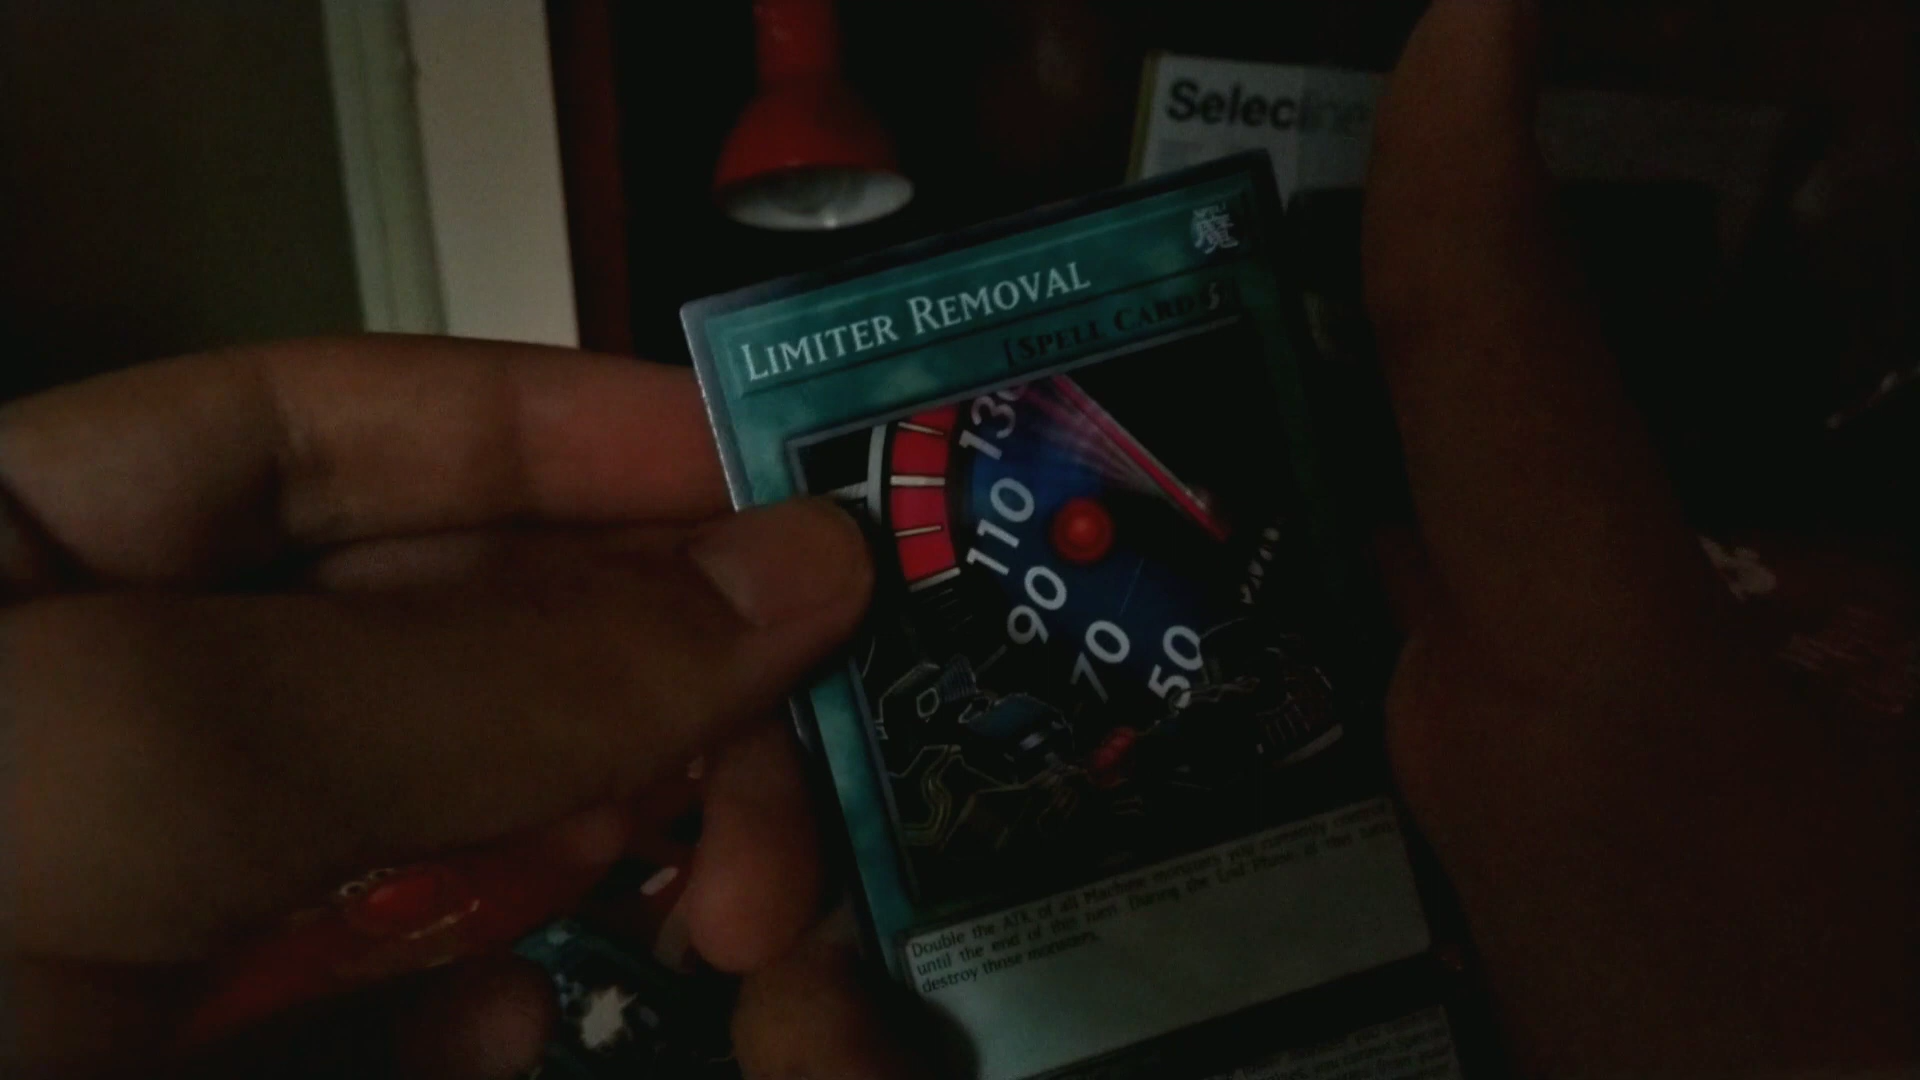 Selecline
LIMITER REMOVAL
魔
[SPELL CARD
130
110
90
70
50
Double the ATK of all Machine monsters you currently control,
until the end of this turn. During the End Phase of this turn,
destroy those monsters.